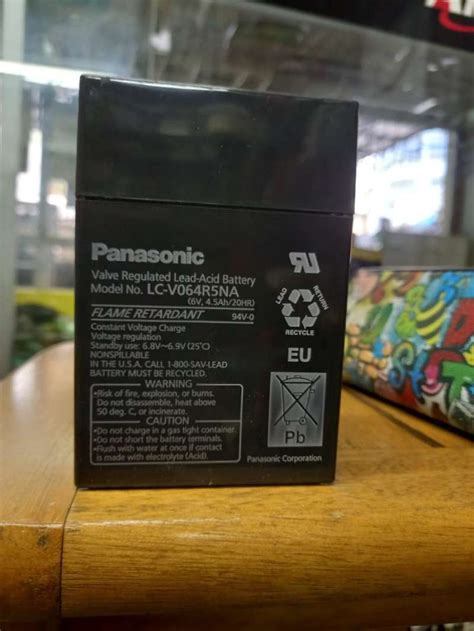 Panasonic
Valve Regulated Lead-Acid Battery
Model No. LC-V064R5NA
(6V, 4.5Ah/20HR)
FLAME RETARDANT 94V-0
Constant Voltage Charge
Voltage regulation
Standby use: 6.8V~6.9V (25°C)
NONSPILLABLE
IN THE U.S.A. CALL 1-800-SAV-LEAD
BATTERY MUST BE RECYCLED.
WARNING
•Risk of fire, explosion, or burns.
Do not disassemble, heat above
50 deg. C, or incinerate.
CAUTION
•Do not charge in a gas tight container.
•Do not short the battery terminals.
•Flush with water at once if contact
is made with electrolyte (Acid).
LEAD
RETURN
RECYCLE
EU
Pb
Panasonic Corporation